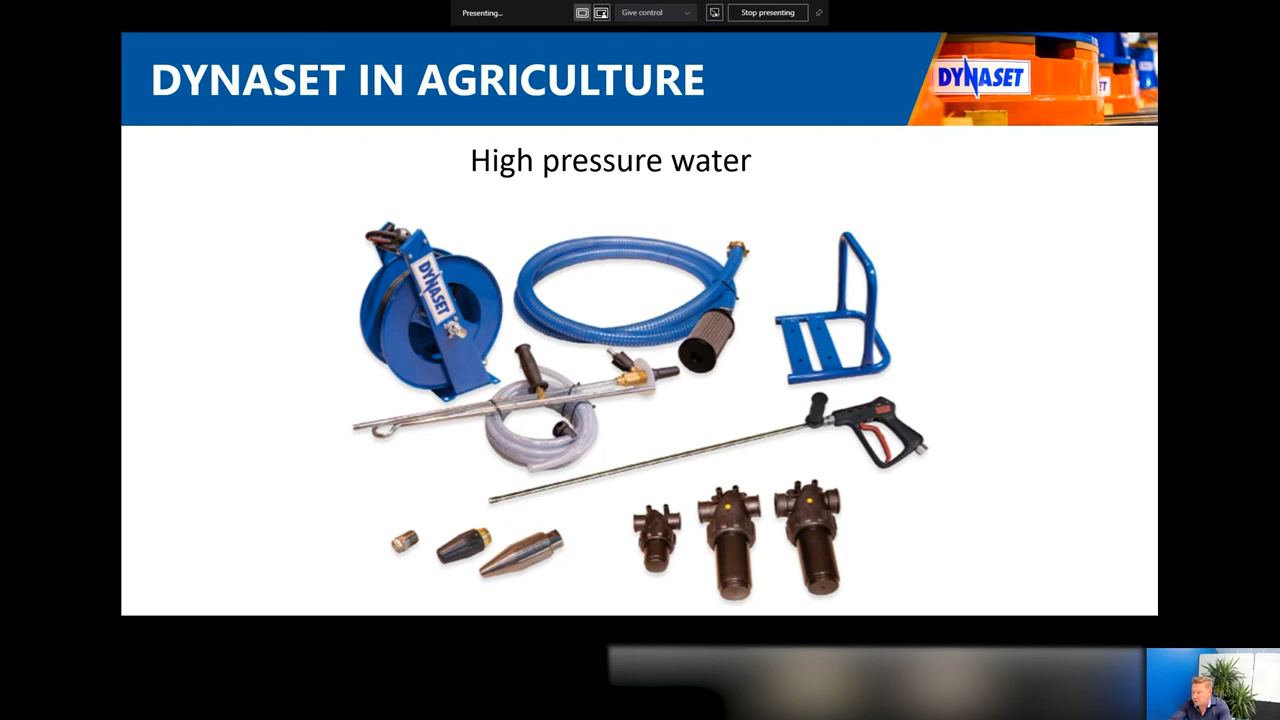 Presenting...
Give control
Stop presenting
DYNASET IN AGRICULTURE
DYNASET
High pressure water
DYNASET